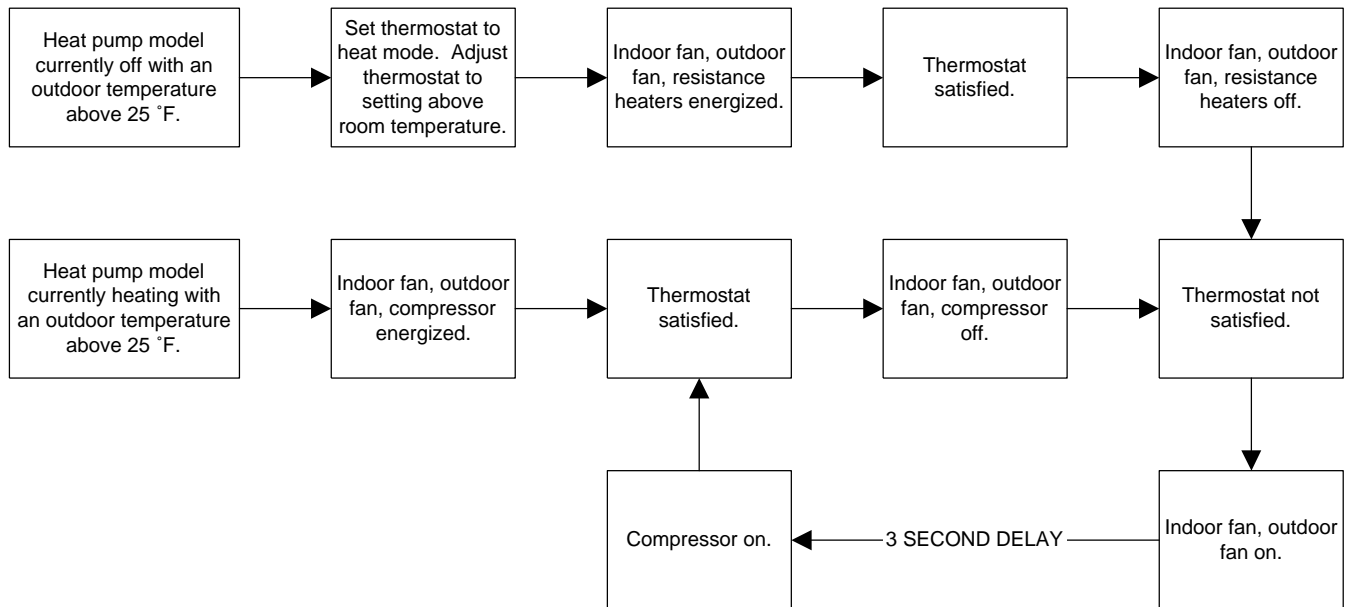 Heat pump model
currently off with an
outdoor temperature
above 25 ˚F.
Set thermostat to
heat mode.  Adjust
thermostat to
setting above
room temperature.
Indoor fan, outdoor
fan, resistance
heaters energized.
Thermostat
satisfied.
Indoor fan, outdoor
fan, resistance
heaters off.
Heat pump model
currently heating with
an outdoor temperature
above 25 ˚F.
Indoor fan, outdoor
fan, compressor
energized.
Thermostat
satisfied.
Indoor fan, outdoor
fan, compressor
off.
Thermostat not
satisfied.
Compressor on.
3 SECOND DELAY
Indoor fan, outdoor
fan on.